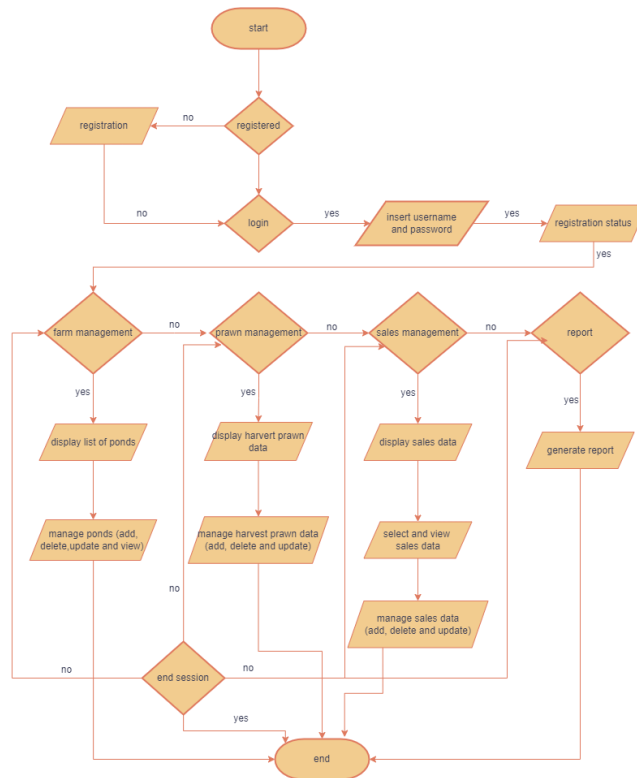 start
no
registration
registered
no
login
yes
insert username
and password
yes
registration status
yes
farm management
no
prawn management
no
sales management
no
report
yes
yes
yes
yes
display list of ponds
display harvert prawn
data
display sales data
generate report
manage ponds (add,
delete,update and view)
manage harvest prawn data
(add, delete and update)
select and view
sales data
manage sales data
(add, delete and update)
no
end session
no
yes
end